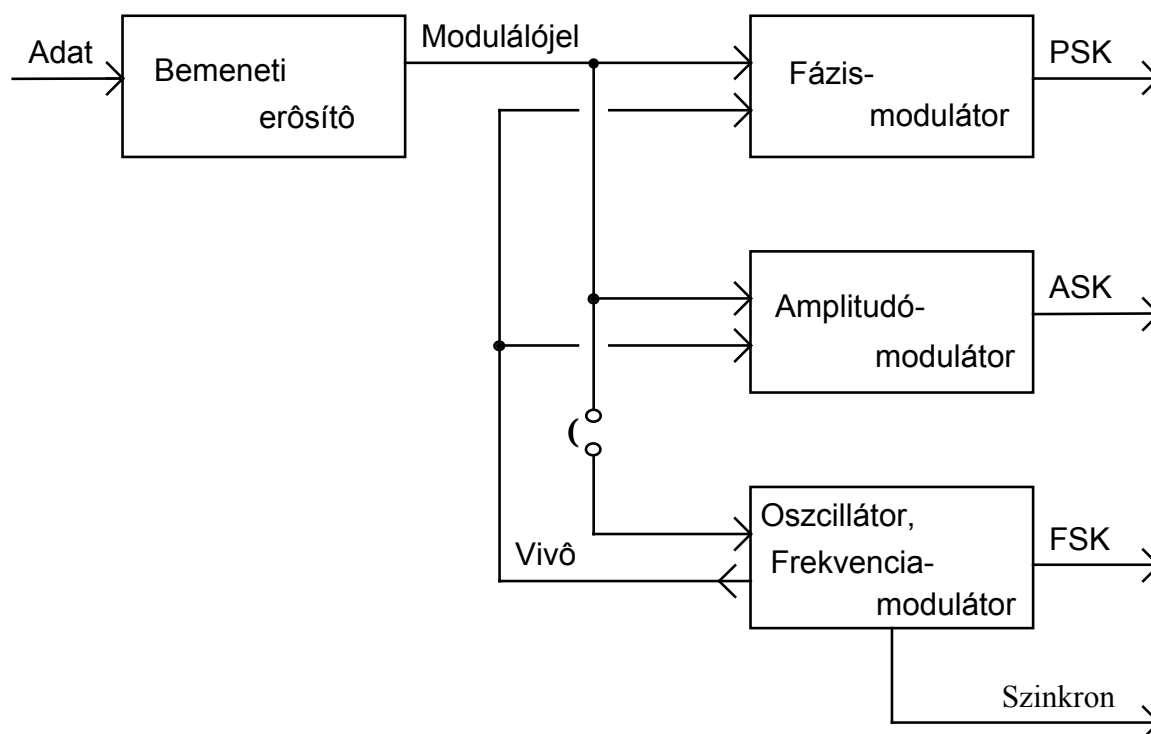 Adat
Bemeneti
erôsítô
Modulálójel
Fázis-
modulátor
PSK
Amplitudó-
modulátor
ASK
Oszcillátor,
Frekvencia-
modulátor
Vivô
FSK
Szinkron